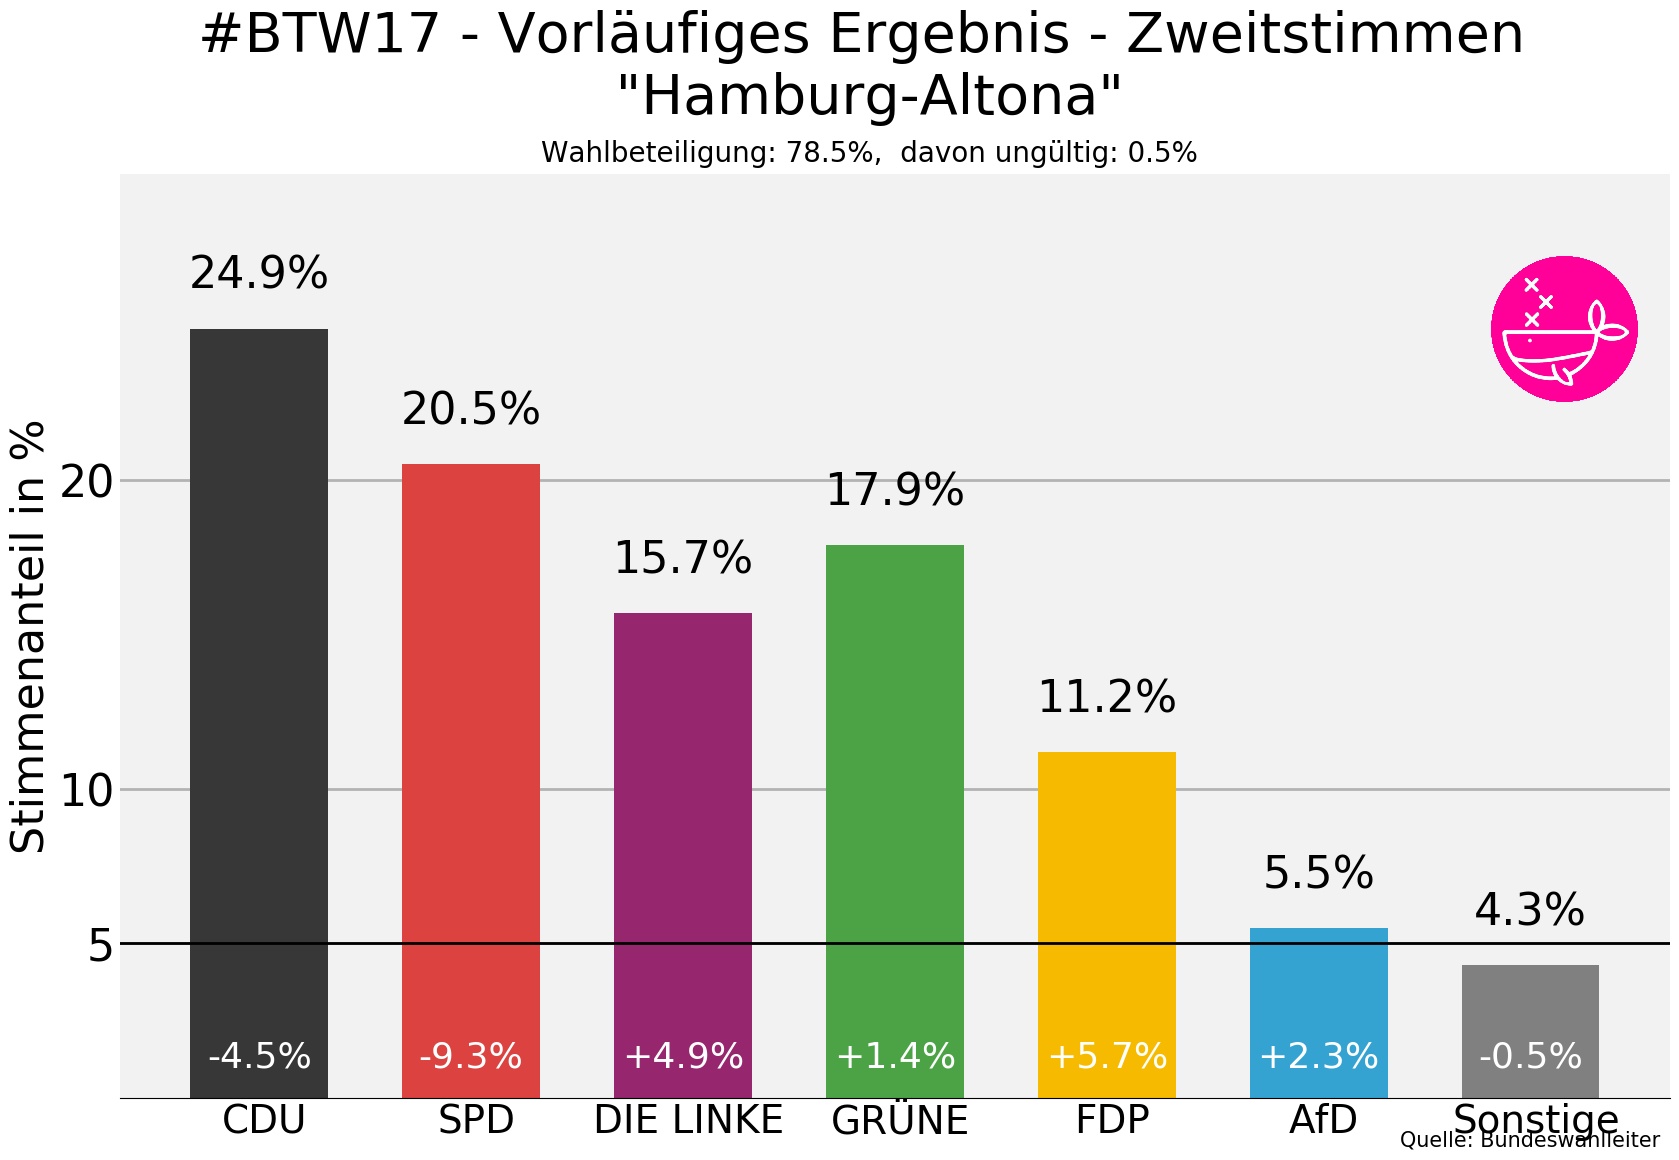 #BTW17 - Vorläufiges Ergebnis - Zweitstimmen
"Hamburg-Altona"
Wahlbeteiligung: 78.5%,  davon ungültig: 0.5%
Stimmenanteil in %
20
10
5
24.9%
20.5%
15.7%
17.9%
11.2%
5.5%
4.3%
-4.5%
-9.3%
+4.9%
+1.4%
+5.7%
+2.3%
-0.5%
CDU
SPD
DIE LINKE
GRÜNE
FDP
AfD
Sonstige
Quelle: Bundeswahlleiter